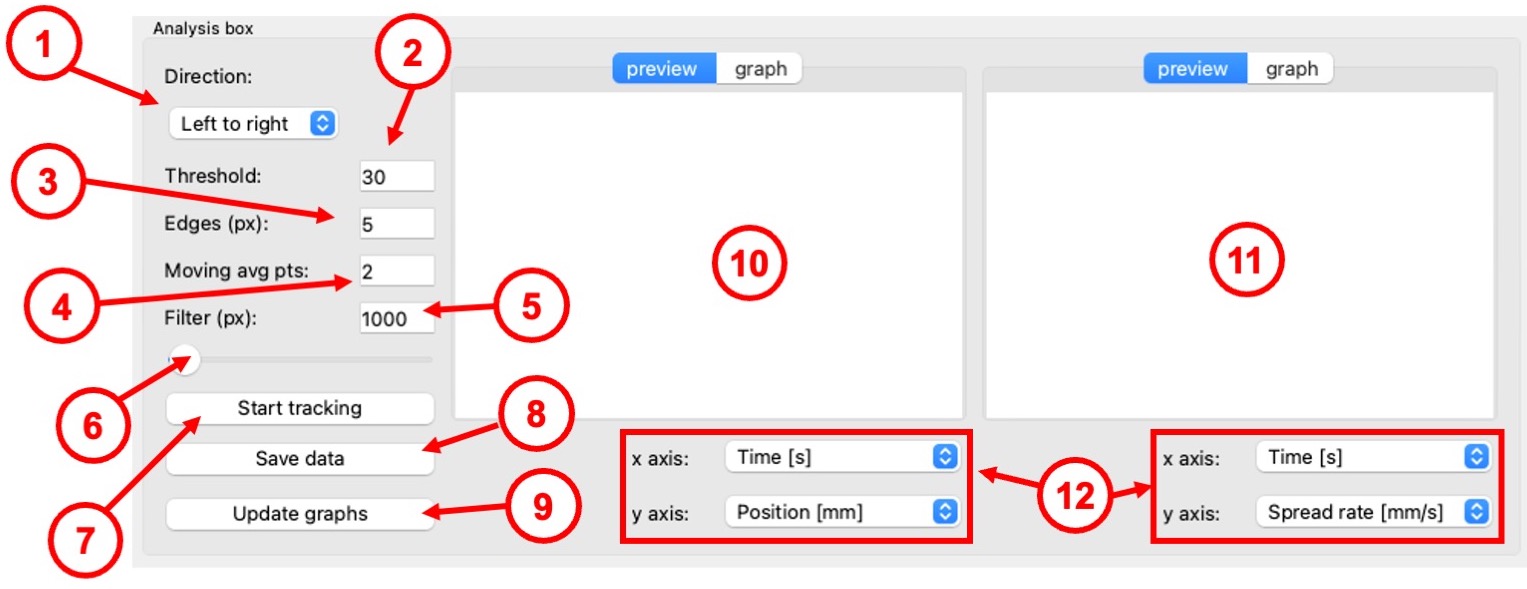 Analysis box
1
2
Direction:
preview graph
preview graph
Left to right
3
Threshold: 30
Edges (px): 5
Moving avg pts: 2
4
5
Filter (px): 1000
10
11
6
Start tracking
7
8
Save data
9
Update graphs
x axis: Time [s]
y axis: Position [mm]
12
x axis: Time [s]
y axis: Spread rate [mm/s]